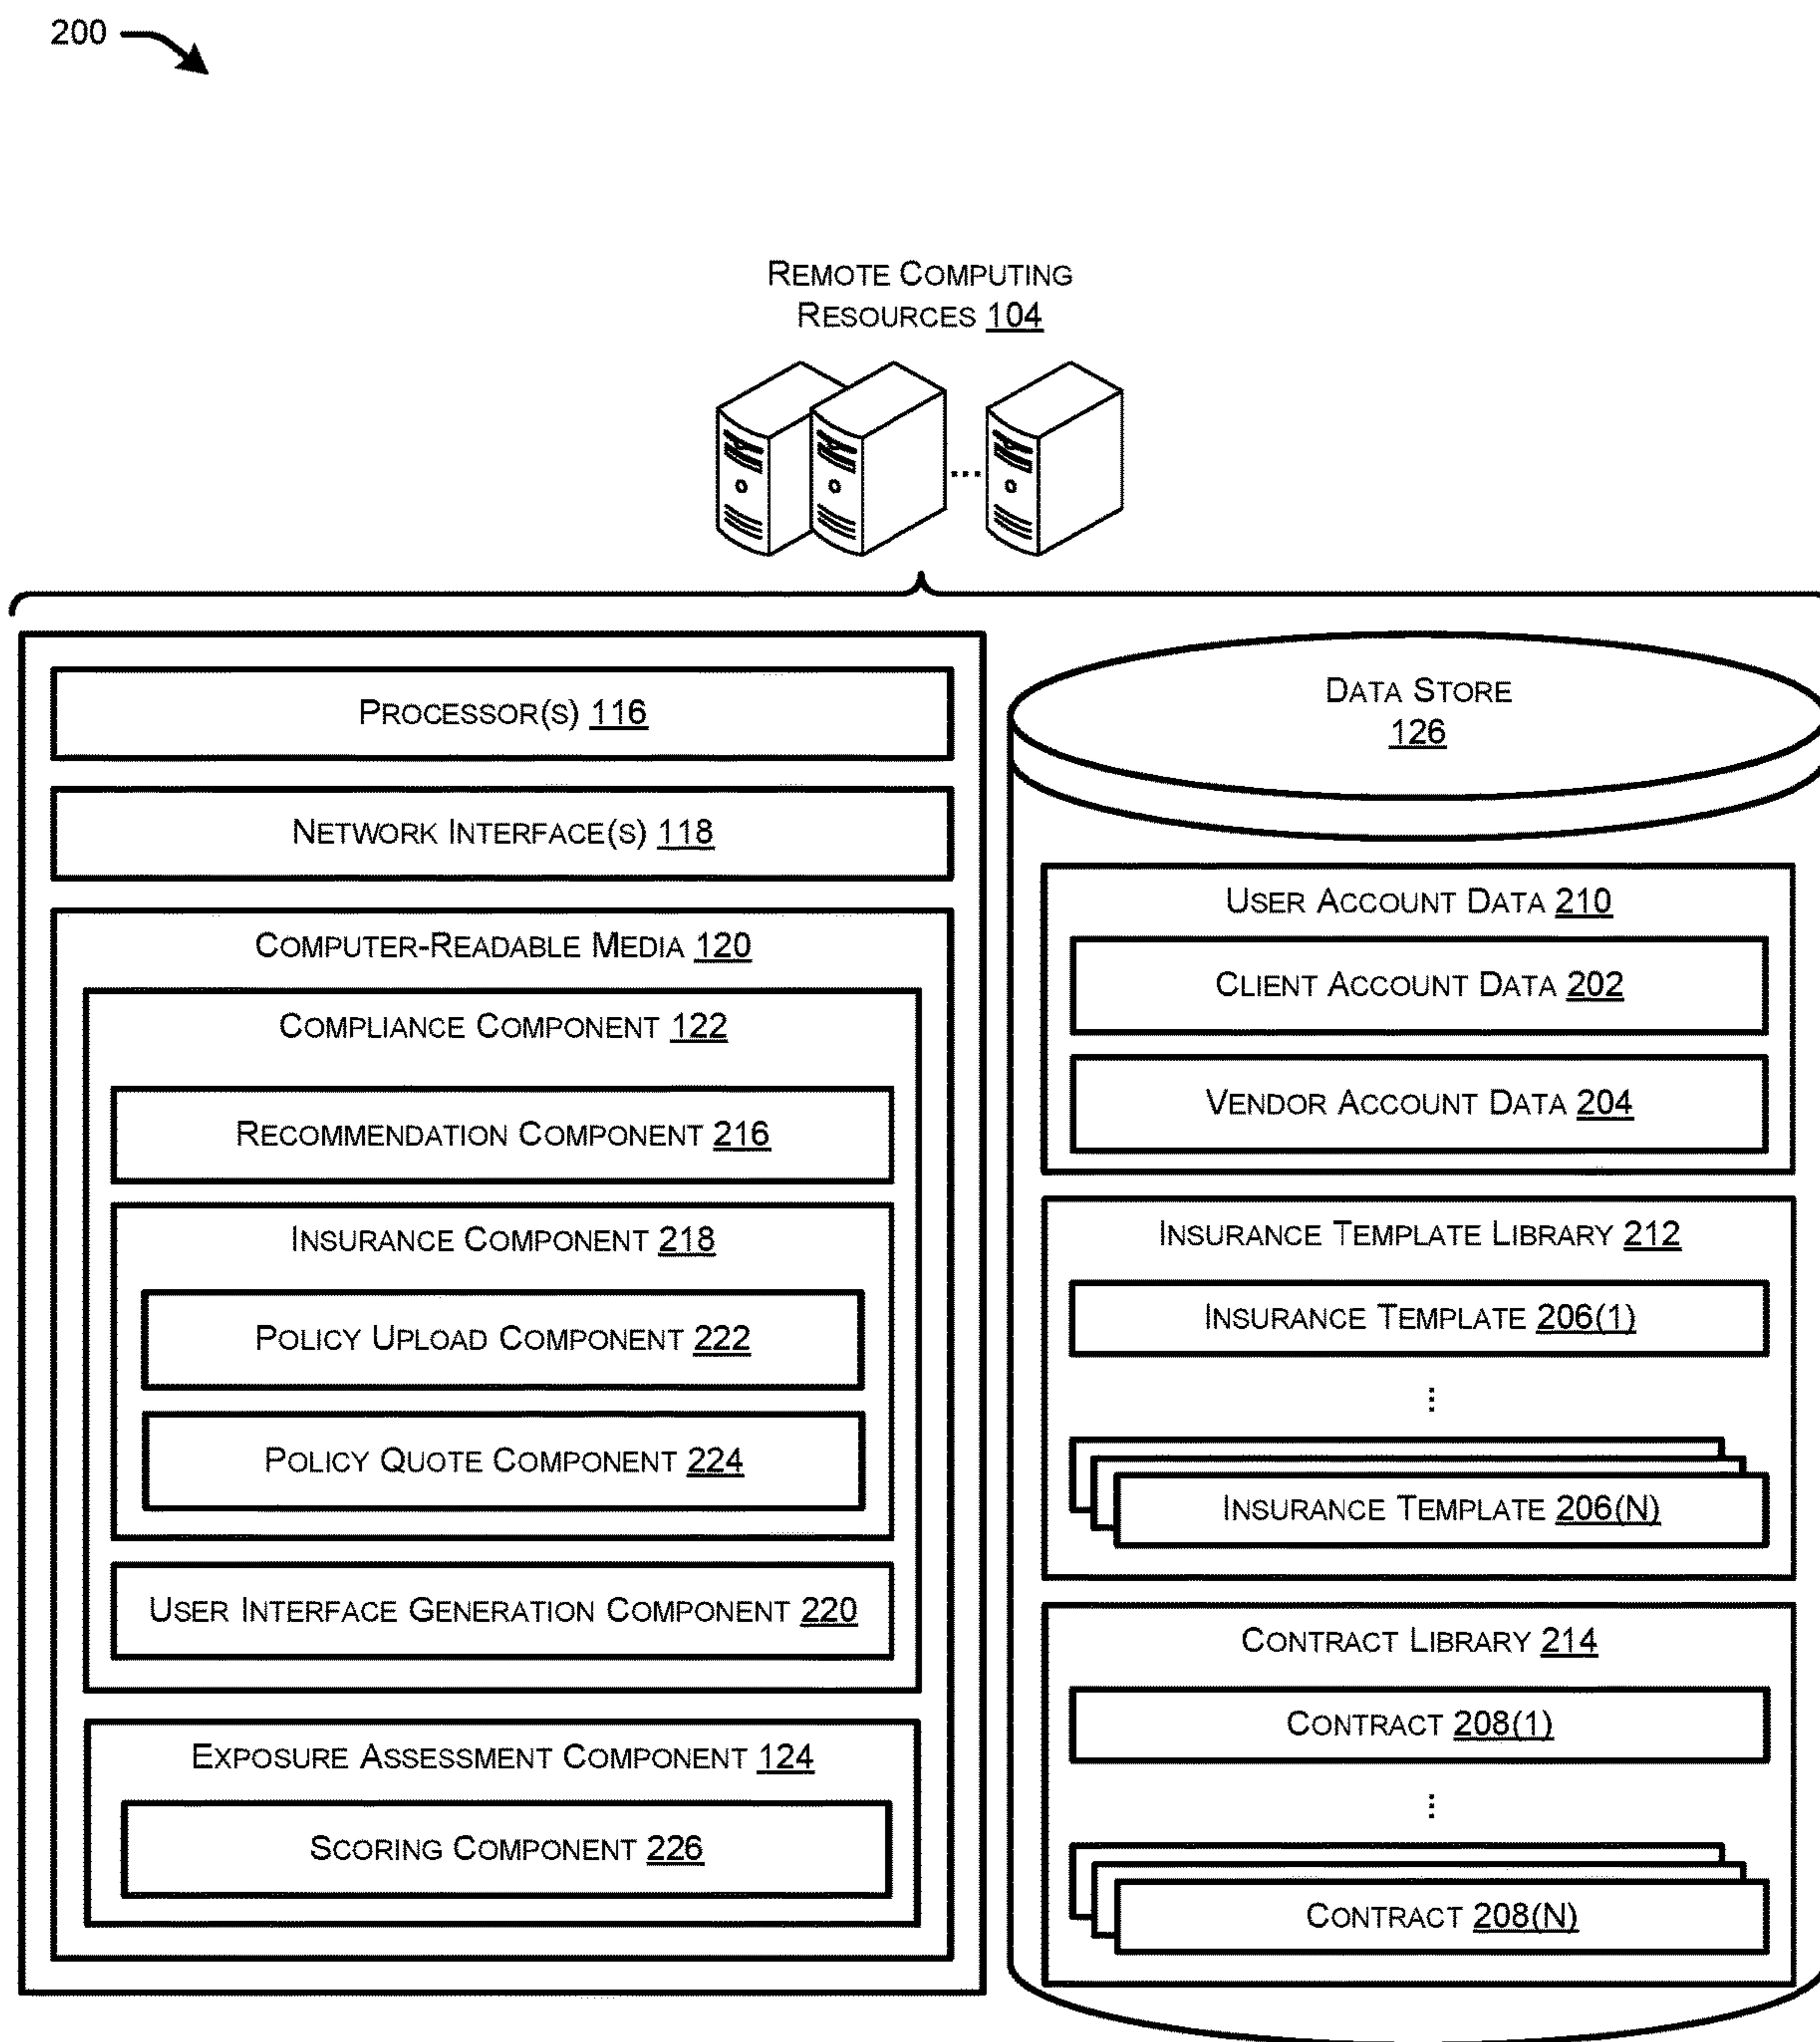 200
REMOTE COMPUTING
RESOURCES 104
...
PROCESSOR(S) 116
NETWORK INTERFACE(S) 118
COMPUTER-READABLE MEDIA 120
COMPLIANCE COMPONENT 122
RECOMMENDATION COMPONENT 216
INSURANCE COMPONENT 218
POLICY UPLOAD COMPONENT 222
POLICY QUOTE COMPONENT 224
USER INTERFACE GENERATION COMPONENT 220
EXPOSURE ASSESSMENT COMPONENT 124
SCORING COMPONENT 226
DATA STORE
126
USER ACCOUNT DATA 210
CLIENT ACCOUNT DATA 202
VENDOR ACCOUNT DATA 204
INSURANCE TEMPLATE LIBRARY 212
INSURANCE TEMPLATE 206(1)
⋮
INSURANCE TEMPLATE 206(N)
CONTRACT LIBRARY 214
CONTRACT 208(1)
⋮
CONTRACT 208(N)